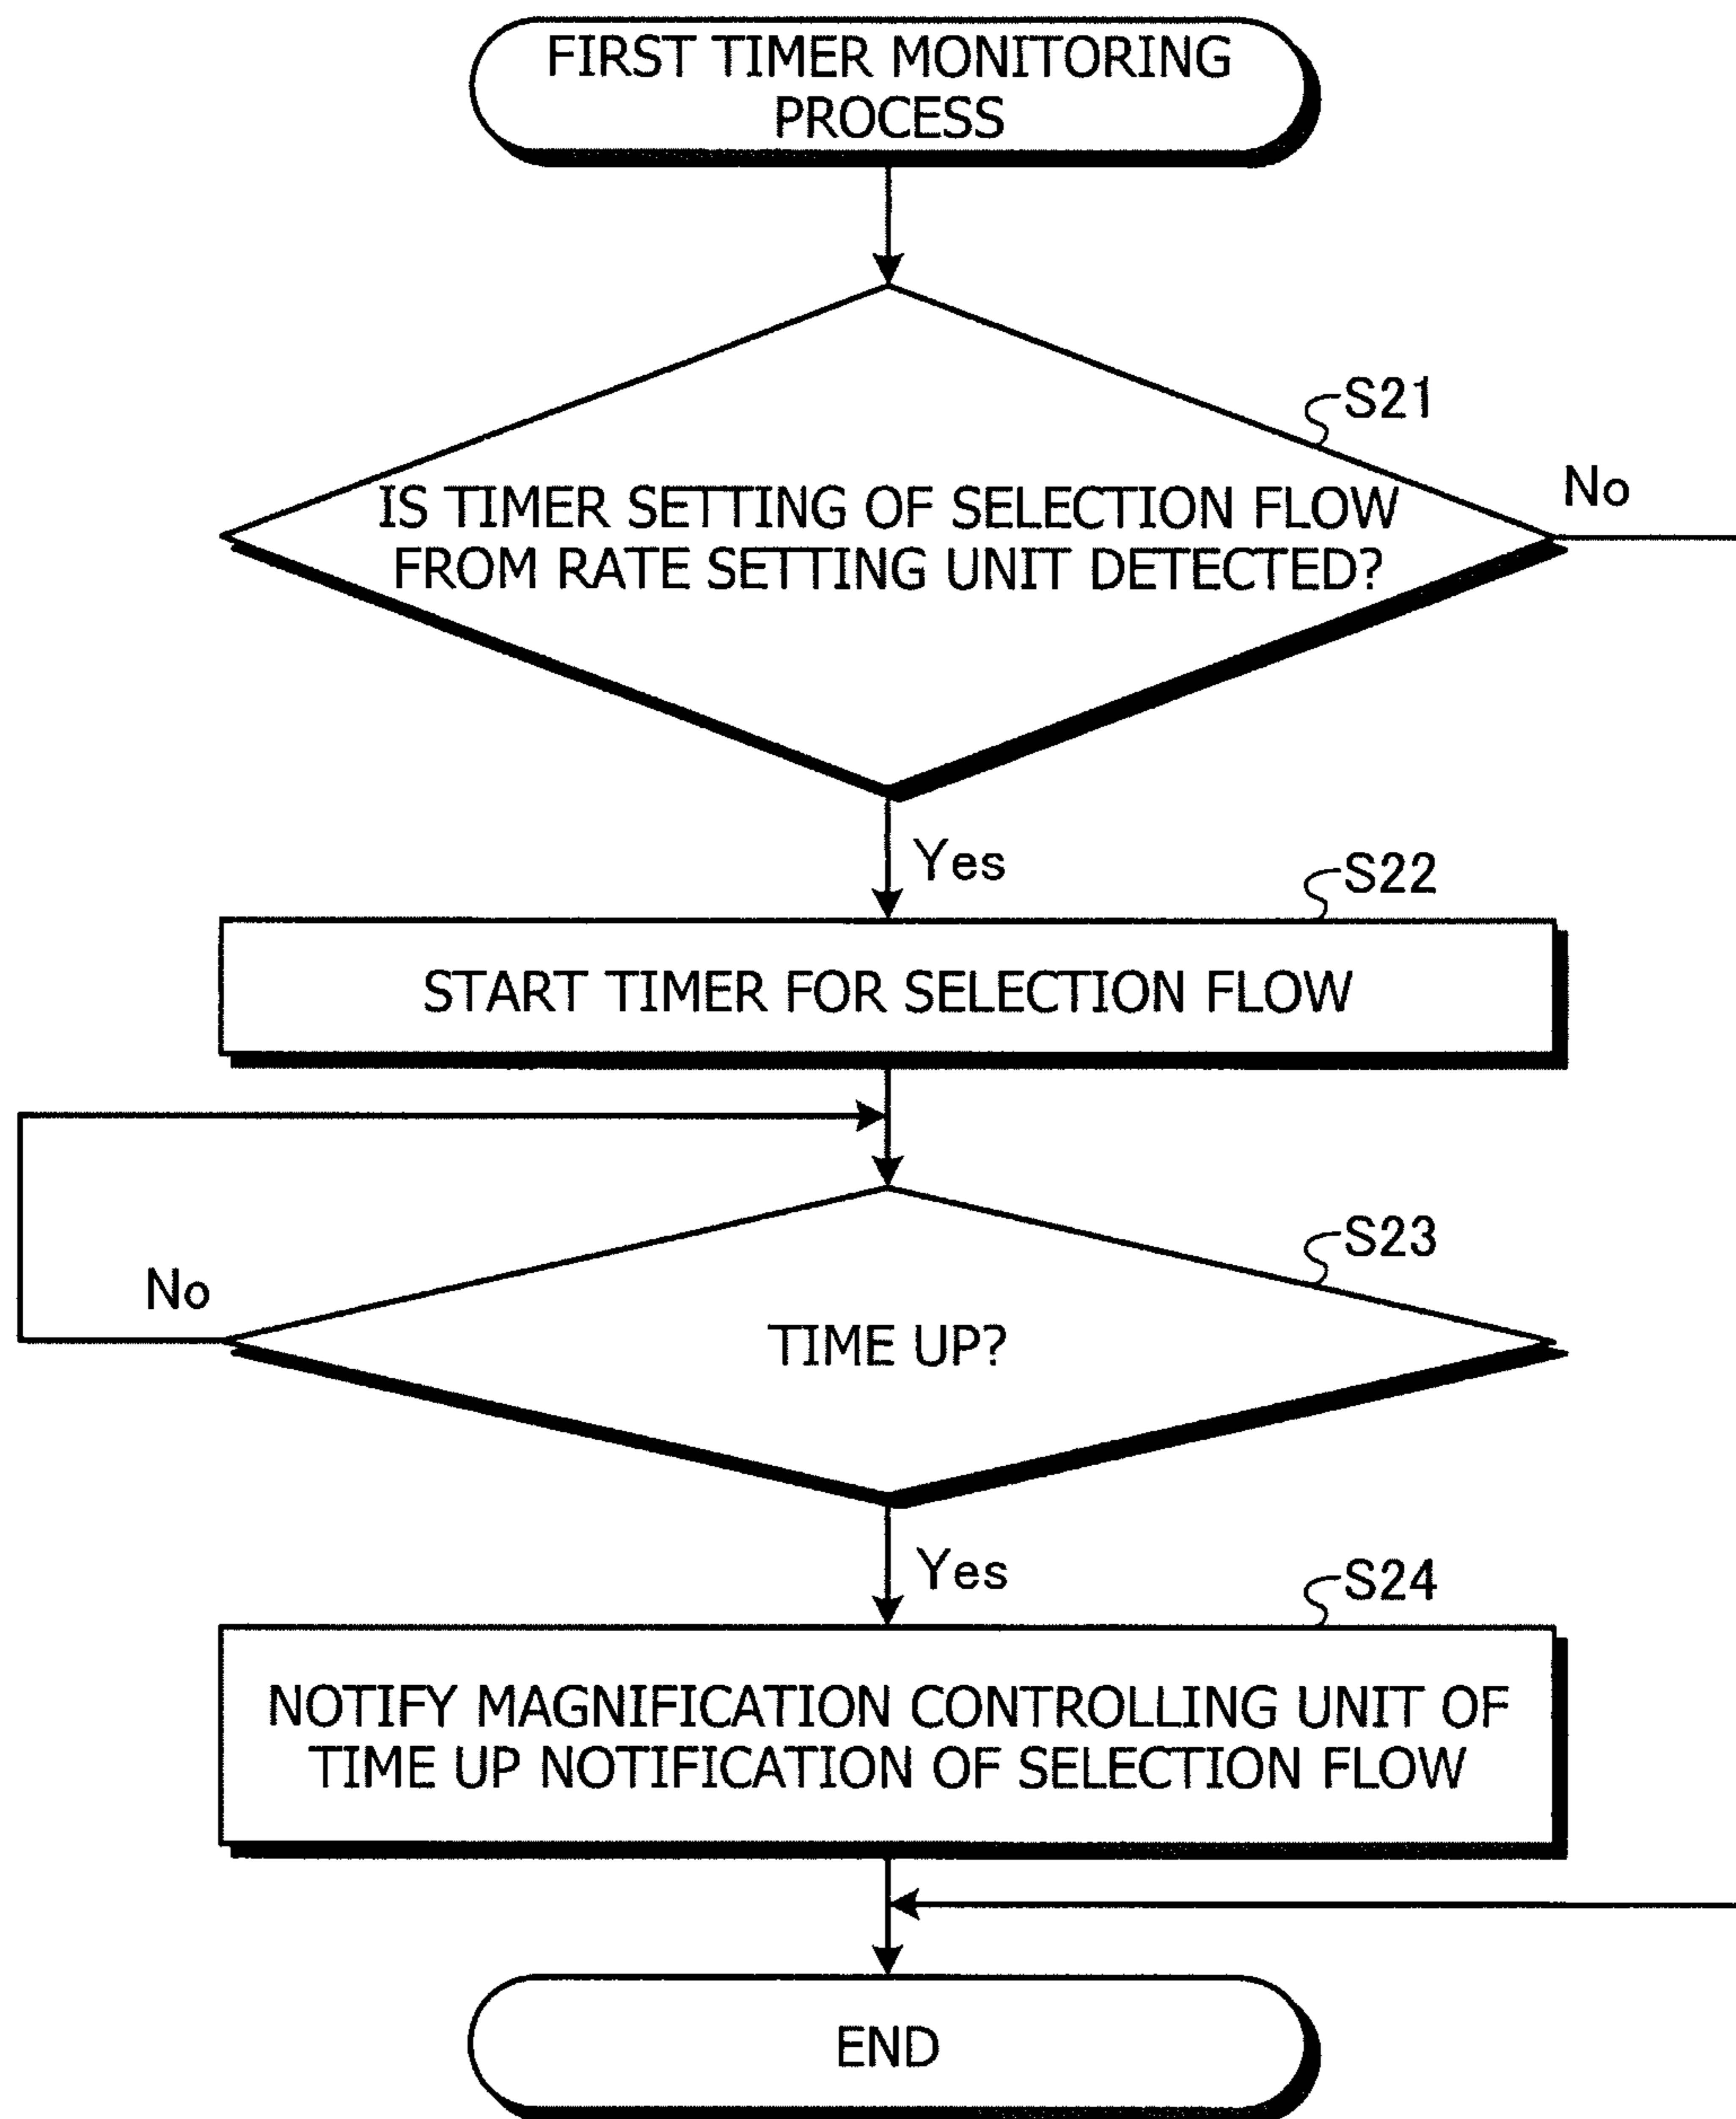 FIRST TIMER MONITORING
PROCESS
S21
No
IS TIMER SETTING OF SELECTION FLOW
FROM RATE SETTING UNIT DETECTED?
Yes
S22
START TIMER FOR SELECTION FLOW
S23
No
TIME UP?
Yes
S24
NOTIFY MAGNIFICATION CONTROLLING UNIT OF
TIME UP NOTIFICATION OF SELECTION FLOW
END